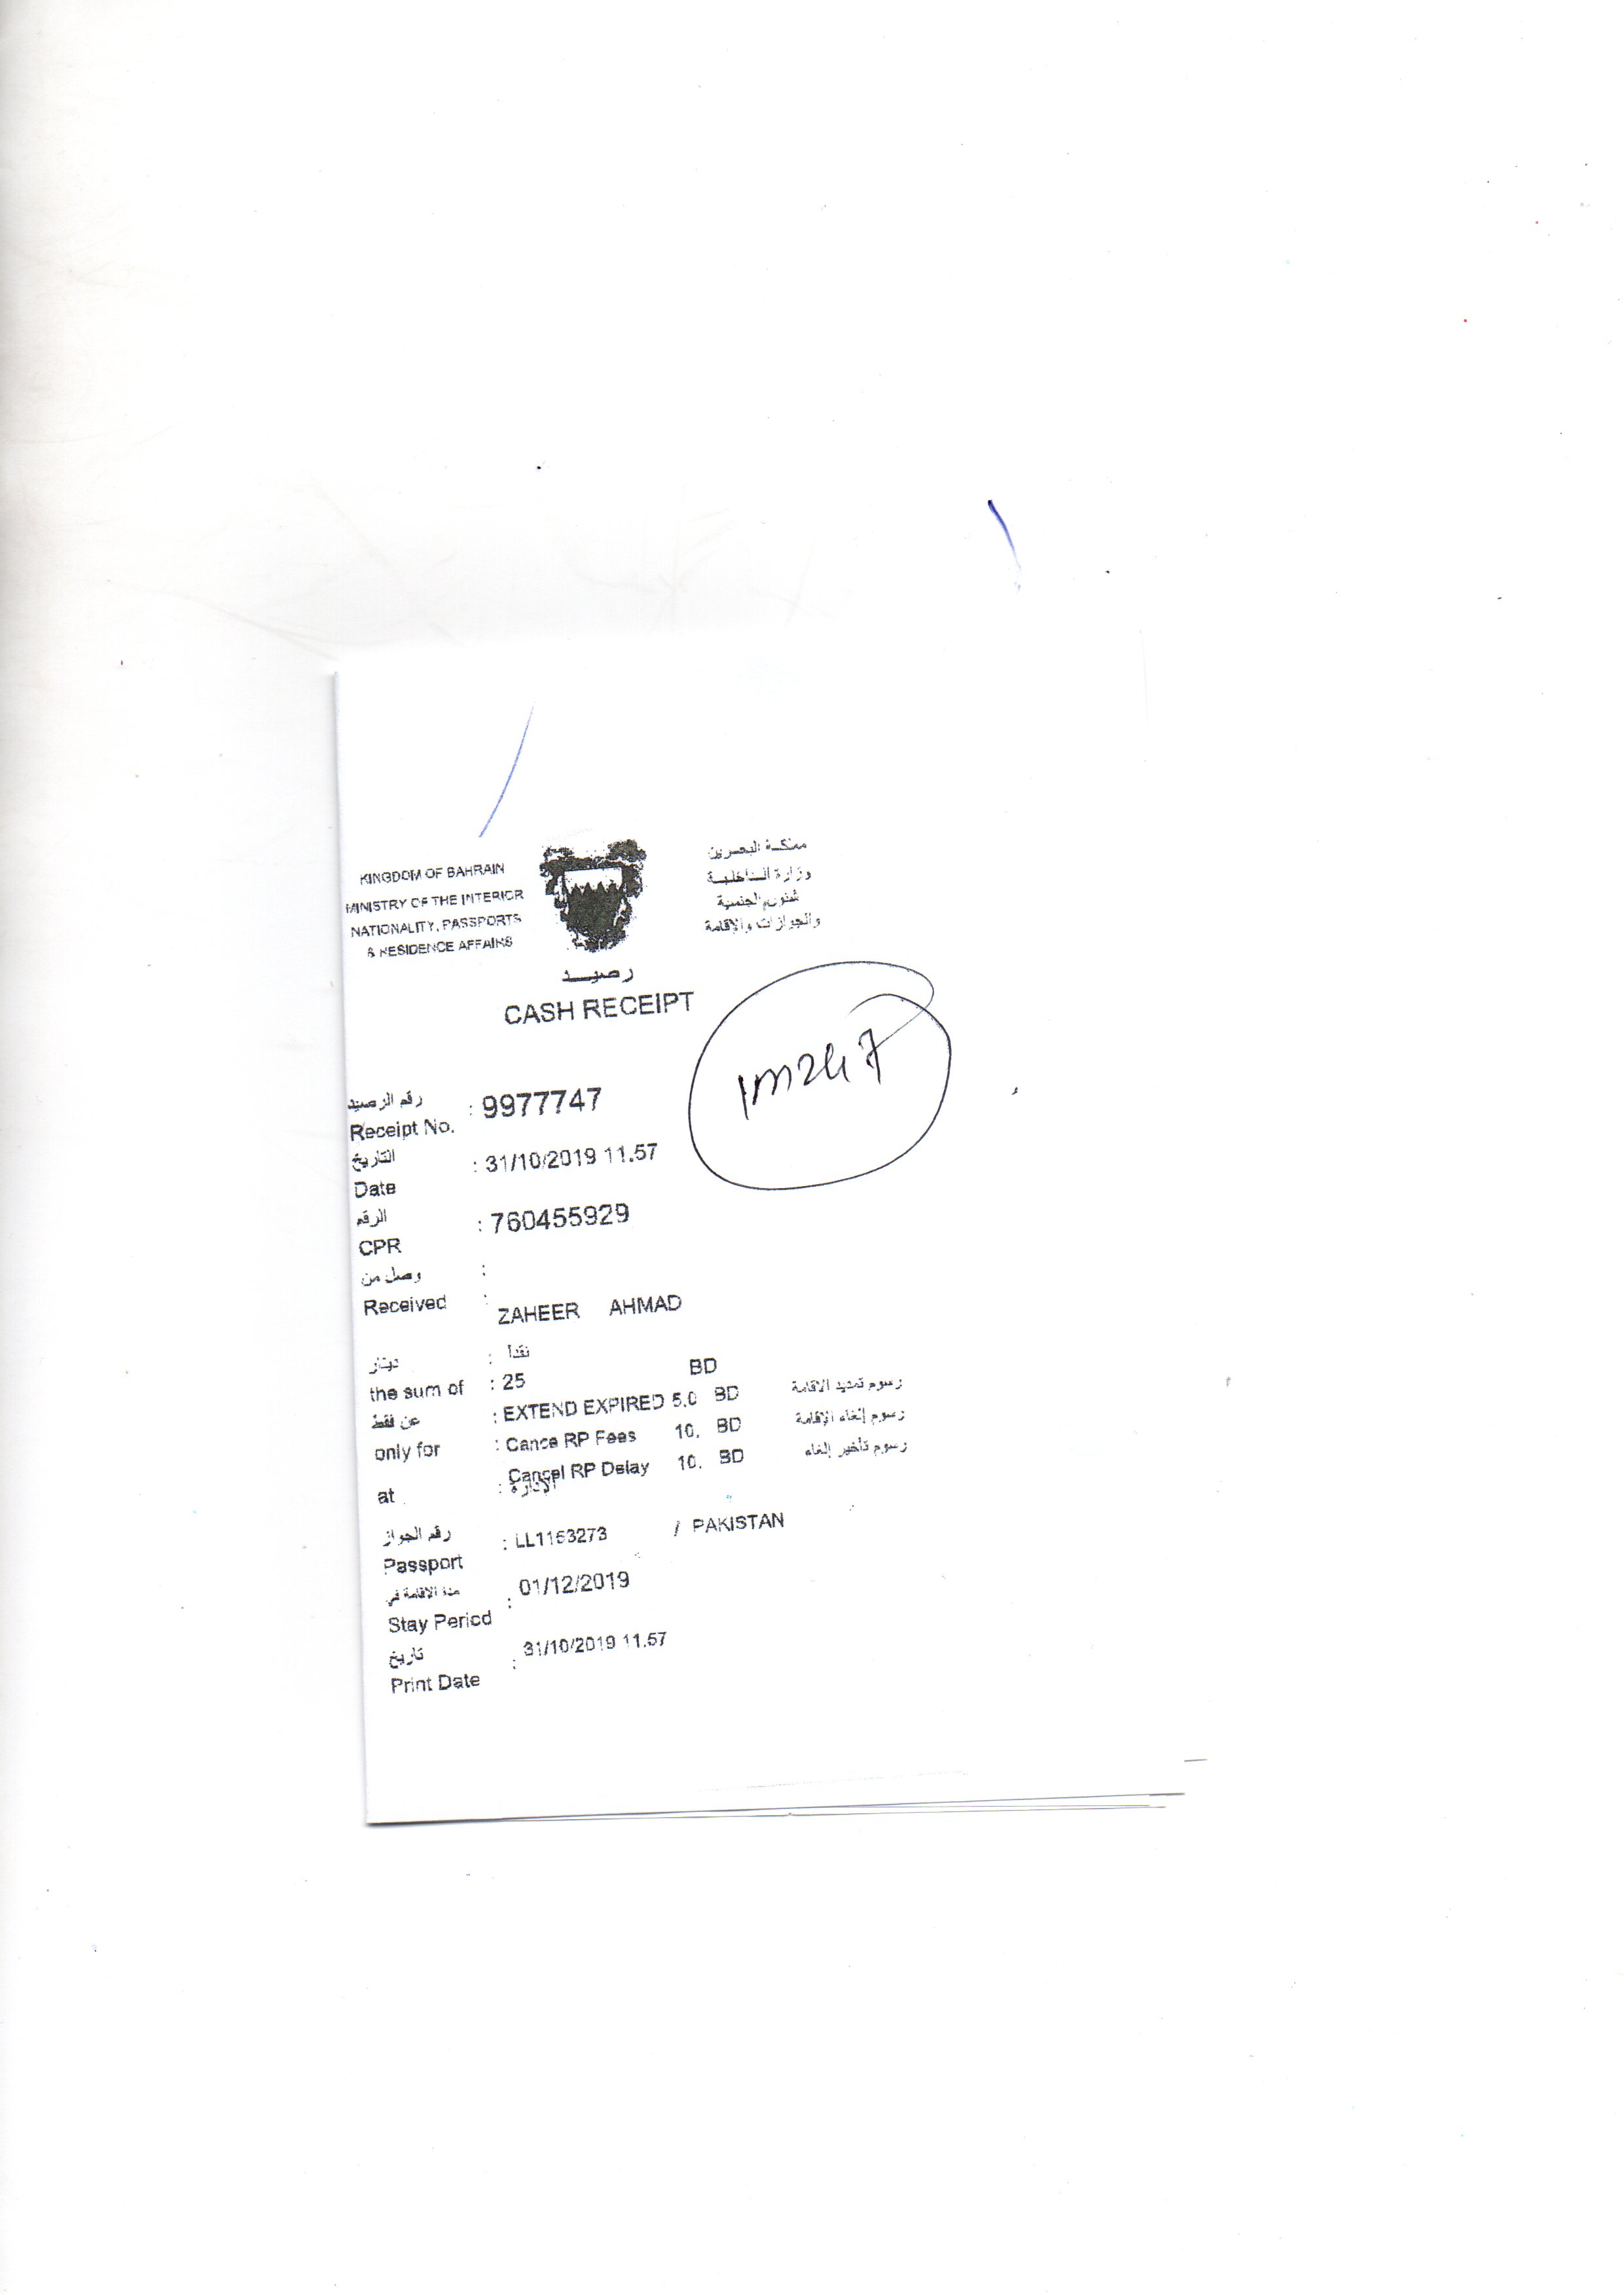 KINGDOM OF BAHRAIN
MINISTRY OF THE INTERIOR
NATIONALITY, PASSPORTS
& RESIDENCE AFFAIRS
مملكة البحرين
وزارة الداخلية
شئون الجنسية
والجوازات والإقامة
رصيد
CASH RECEIPT
رقم الرصيد
Receipt No. : 9977747
التاريخ
Date : 31/10/2019 11.57
الرقم
CPR : 760455929
وصل من :
Received : ZAHEER AHMAD
دينار : نقدا
the sum of : 25 BD
عن فقط : EXTEND EXPIRED 5.0 BD رسوم تمديد الاقامة
only for : Cance RP Fees 10. BD رسوم إلغاء الإقامة
Cancel RP Delay 10. BD رسوم تأخير إلغاء
at : الإدارة
رقم الجواز
Passport : LL1163273 / PAKISTAN
مدة الاقامة في
Stay Period : 01/12/2019
تاريخ
Print Date : 31/10/2019 11.57